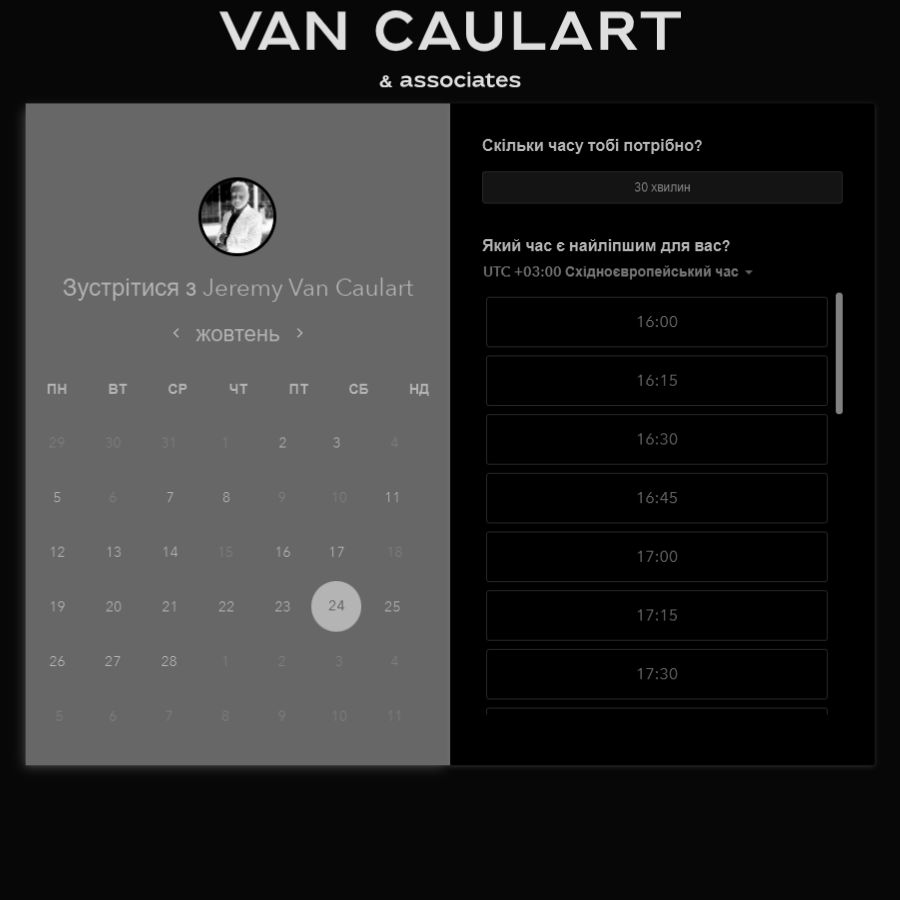 VAN CAULART
& associates
Зустрітися з Jeremy Van Caulart
жовтень
ПН ВТ СР ЧТ ПТ СБ НД
29 30 31 1 2 3 4
5 6 7 8 9 10 11
12 13 14 15 16 17 18
19 20 21 22 23 24 25
26 27 28 1 2 3 4
5 6 7 8 9 10 11
Скільки часу тобі потрібно?
30 хвилин
Який час є найліпшим для вас?
UTC +03:00 Східноєвропейський час
16:00
16:15
16:30
16:45
17:00
17:15
17:30